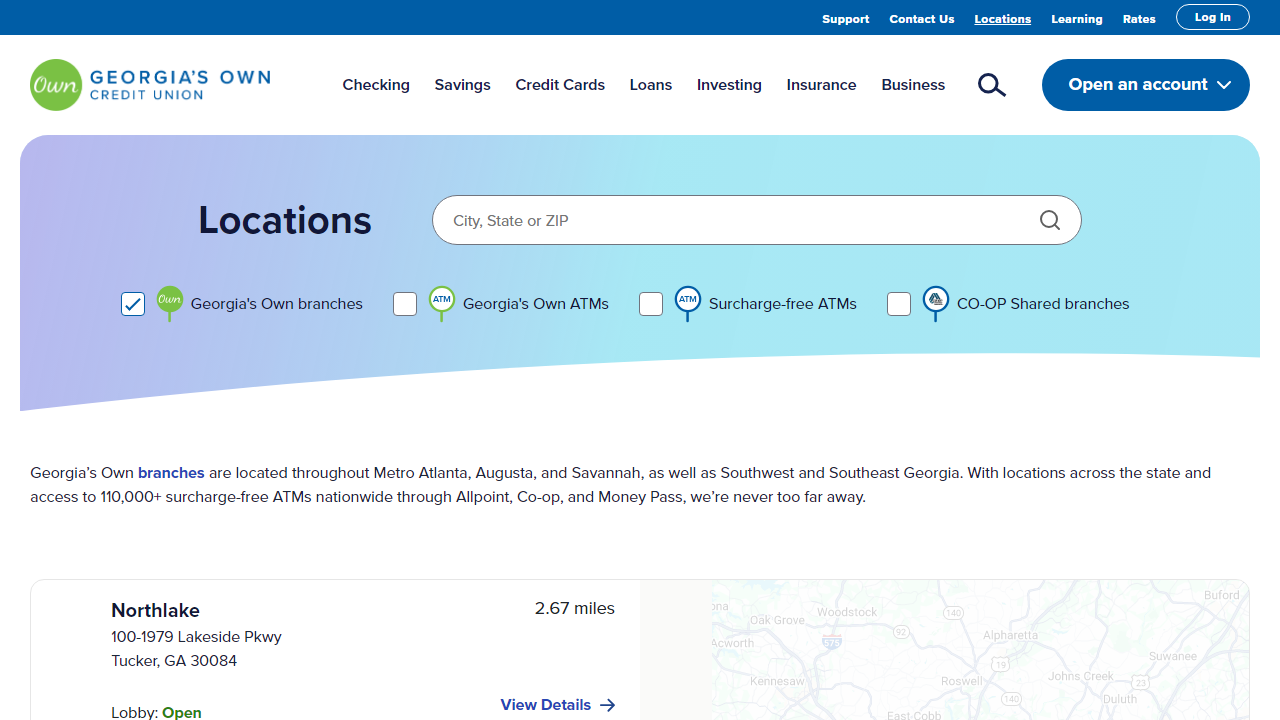 Support Contact Us Locations Learning Rates Log In
Own GEORGIA'S OWN
CREDIT UNION
Checking Savings Credit Cards Loans Investing Insurance Business Open an account
Locations City, State or ZIP
Own Georgia's Own branches ATM Georgia's Own ATMs ATM Surcharge-free ATMs CO-OP Shared branches
Georgia's Own branches are located throughout Metro Atlanta, Augusta, and Savannah, as well as Southwest and Southeast Georgia. With locations across the state and
access to 110,000+ surcharge-free ATMs nationwide through Allpoint, Co-op, and Money Pass, we're never too far away.
Northlake 2.67 miles
100-1979 Lakeside Pkwy
Tucker, GA 30084
View Details
Lobby: Open
Buford
ona Woodstock 140
Oak Grove
92 Alpharetta
Acworth 575
Suwanee
19
Kennesaw Roswell Johns Creek 23
140 Duluth
East-Cobb